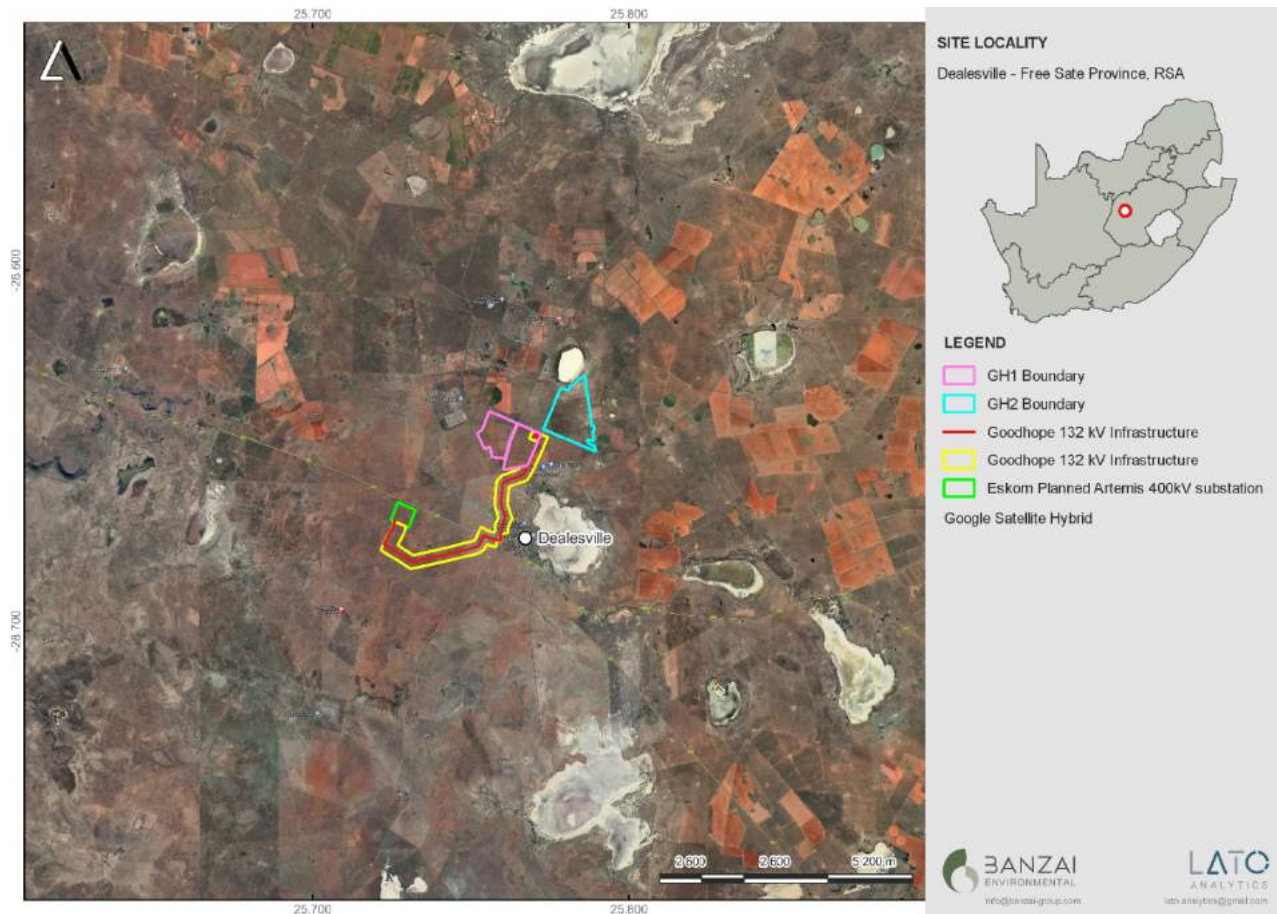 25.700
25.800
-28.600
-28.700
Dealesville
2 600
2 600
5 200 m
25.700
25.800
SITE LOCALITY
Dealesville - Free Sate Province, RSA
LEGEND
GH1 Boundary
GH2 Boundary
Goodhope 132 kV Infrastructure
Goodhope 132 kV Infrastructure
Eskom Planned Artemis 400kV substation
Google Satellite Hybrid
BANZAI
ENVIRONMENTAL
info@banzai-group.com
LATO
ANALYTICS
lato.analytics@gmail.com